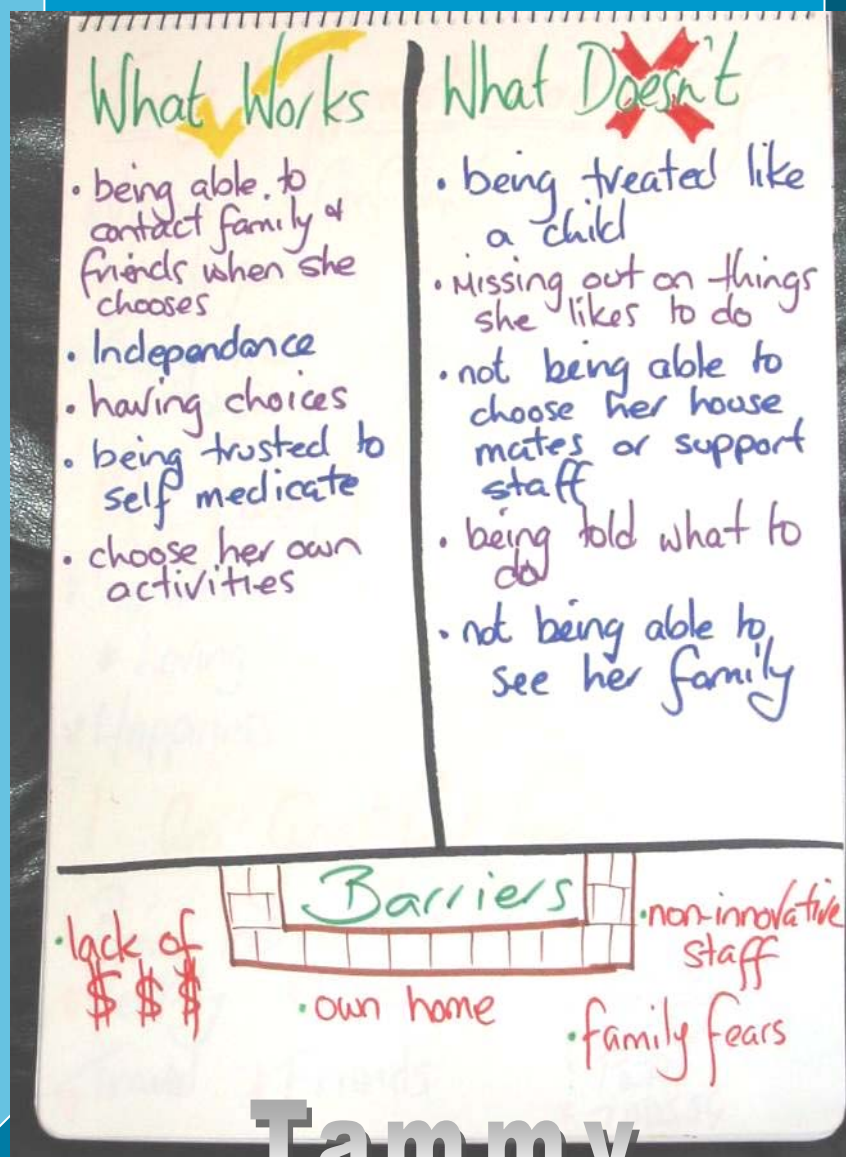 What Works
• being able to
contact family &
friends when she
chooses
• Independance
• having choices
• being trusted to
self medicate
• choose her own
activities
What Doesn't
• being treated like
a child
• Missing out on things
she likes to do
• not being able to
choose her house
mates or support
staff
• being told what to
do
• not being able to
see her family
Barriers
• lack of
$ $ $
• own home
• non-innovative
staff
• family fears
Tammy